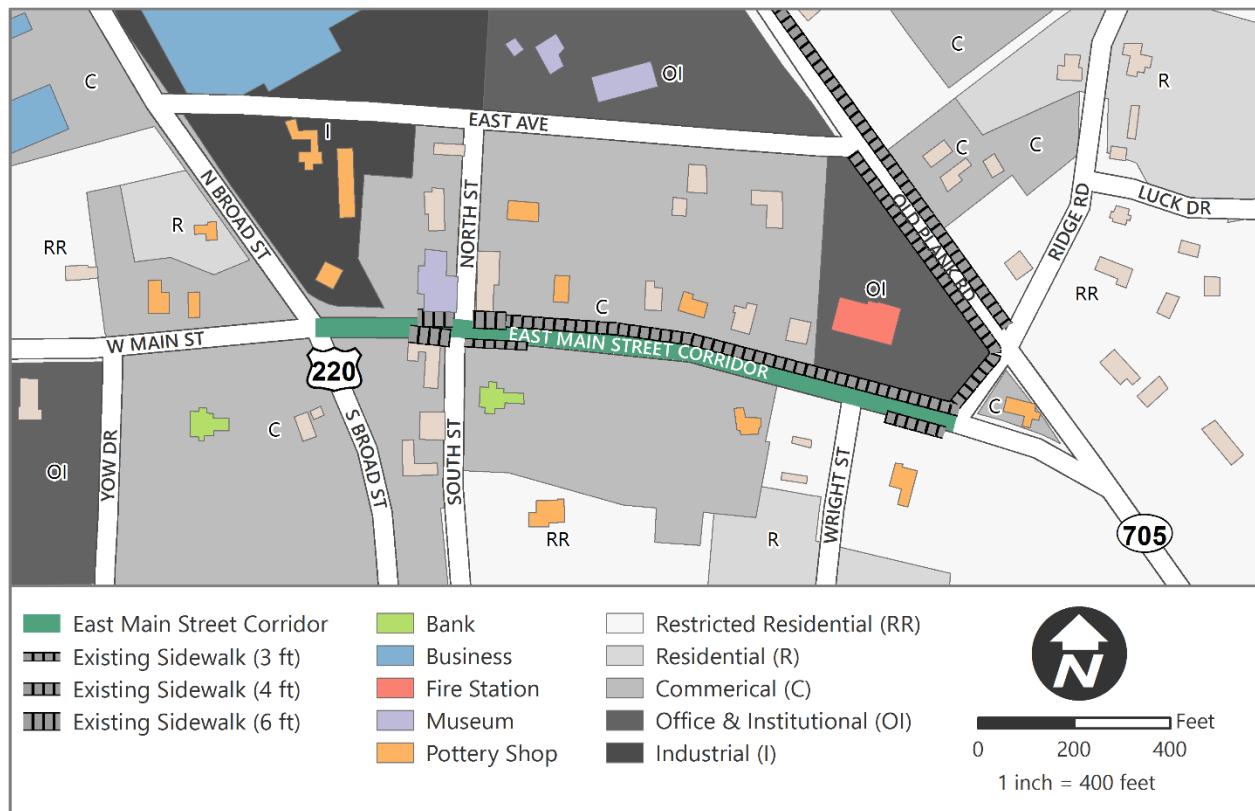 C
OI
I
EAST AVE
C
R
C
C
N BROAD ST
NORTH ST
OLD PLANK RD
RIDGE RD
LUCK DR
RR
R
RR
OI
C
W MAIN ST
EAST MAIN STREET CORRIDOR
220
C
C
S BROAD ST
SOUTH ST
WRIGHT ST
OI
YOW DR
RR
R
705
East Main Street Corridor
Existing Sidewalk (3 ft)
Existing Sidewalk (4 ft)
Existing Sidewalk (6 ft)
Bank
Business
Fire Station
Museum
Pottery Shop
Restricted Residential (RR)
Residential (R)
Commerical (C)
Office & Institutional (OI)
Industrial (I)
N
Feet
0 200 400
1 inch = 400 feet